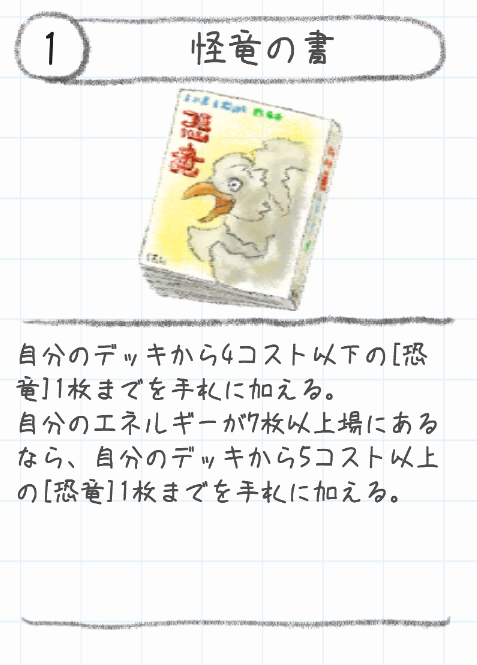 1
怪竜の書
恐竜
自分のデッキから4コスト以下の[恐
竜]1枚までを手札に加える。
自分のエネルギーが7枚以上場にある
なら、自分のデッキから5コスト以上
の[恐竜]1枚までを手札に加える。